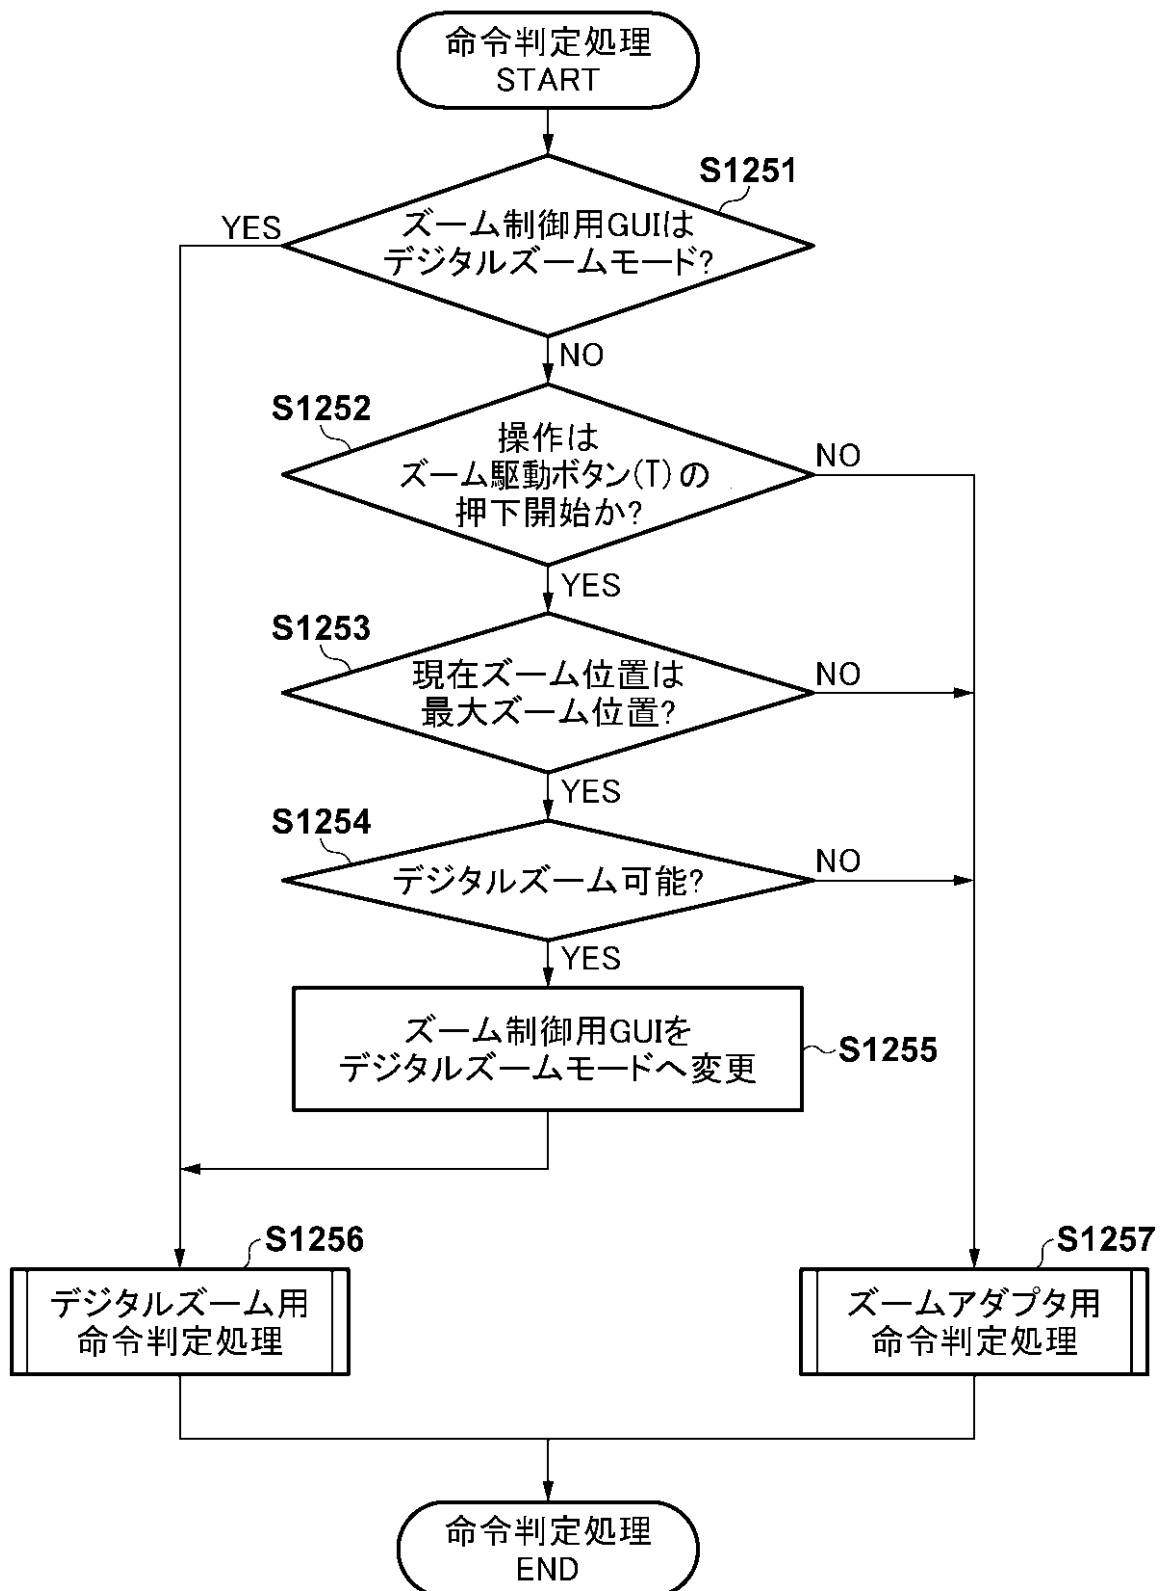 命令判定処理
START
S1251
YES
ズーム制御用GUIは
デジタルズームモード?
NO
S1252
操作は
ズーム駆動ボタン(T)の
押下開始か?
NO
YES
S1253
現在ズーム位置は
最大ズーム位置?
NO
YES
S1254
デジタルズーム可能?
NO
YES
ズーム制御用GUIを
デジタルズームモードへ変更
S1255
S1256
デジタルズーム用
命令判定処理
S1257
ズームアダプタ用
命令判定処理
命令判定処理
END